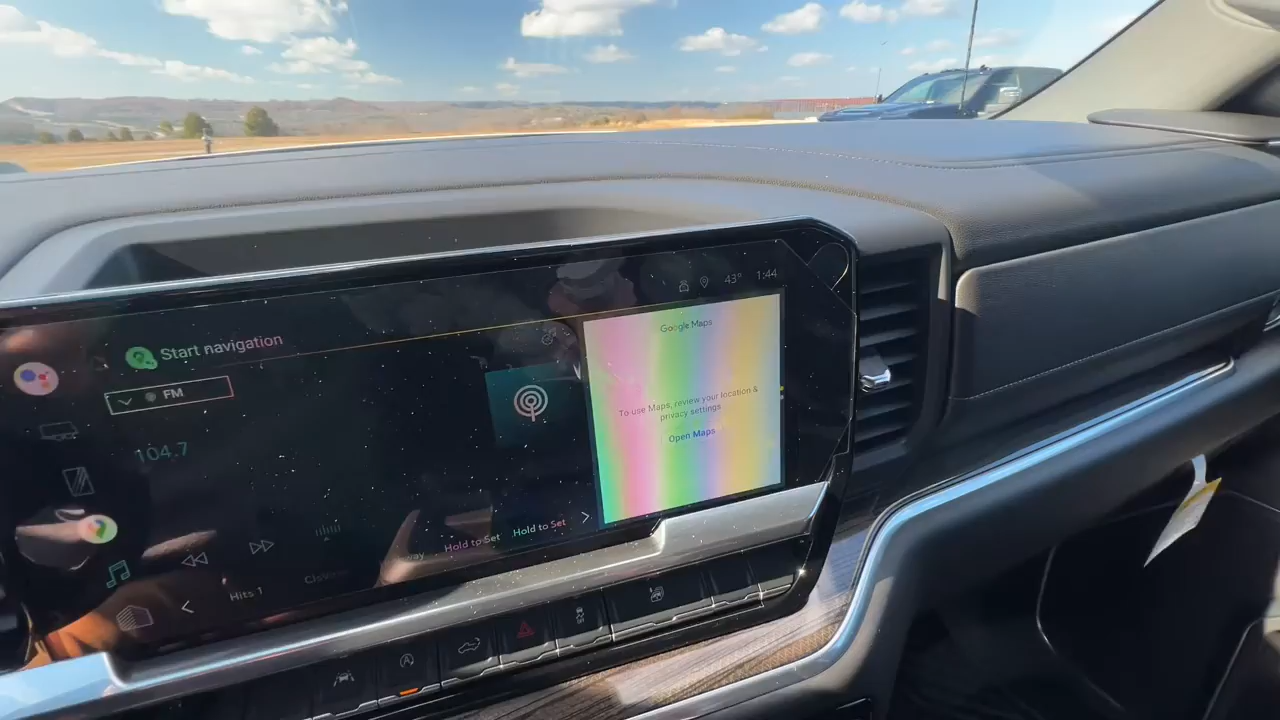 43° 1:44
Start navigation
Google Maps
FM
To use Maps, review your location &
privacy settings
Open Maps
104.7
Hold to Set Hold to Set
Hits 1